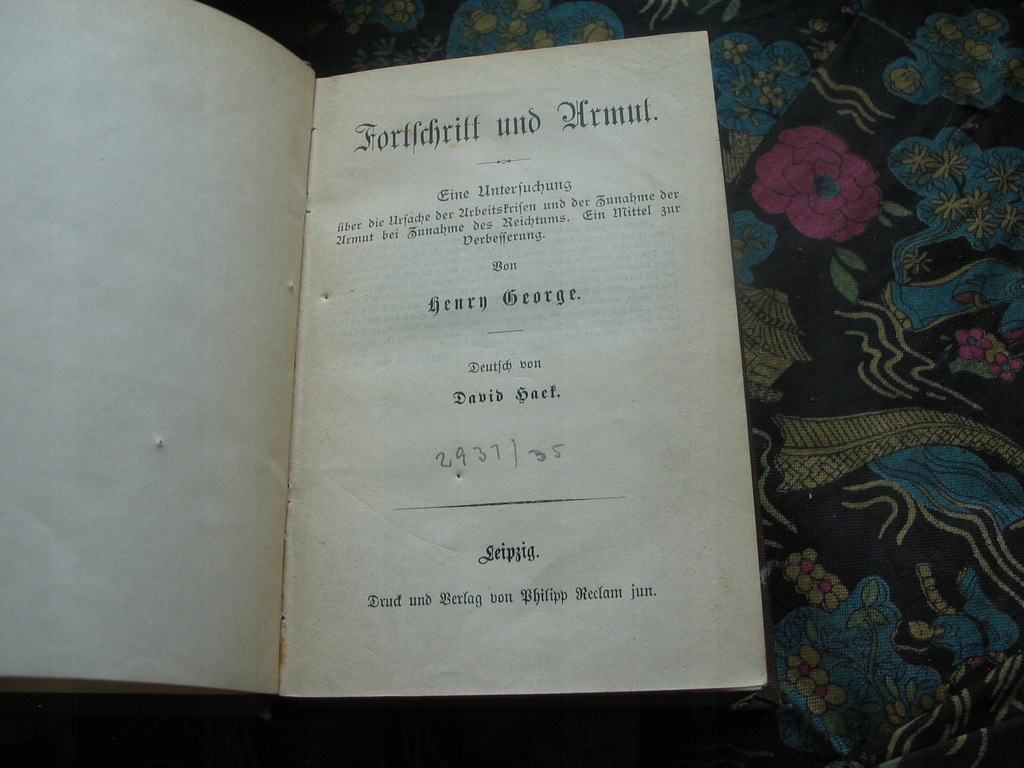 Fortschritt und Armut.
Eine Untersuchung
über die Ursache der Arbeitskrisen und der Zunahme der
Armut bei Zunahme des Reichtums. Ein Mittel zur
Verbesserung.
Von
Henry George.
Deutsch von
David Haek.
2937/35
Leipzig.
Druck und Verlag von Philipp Reclam jun.